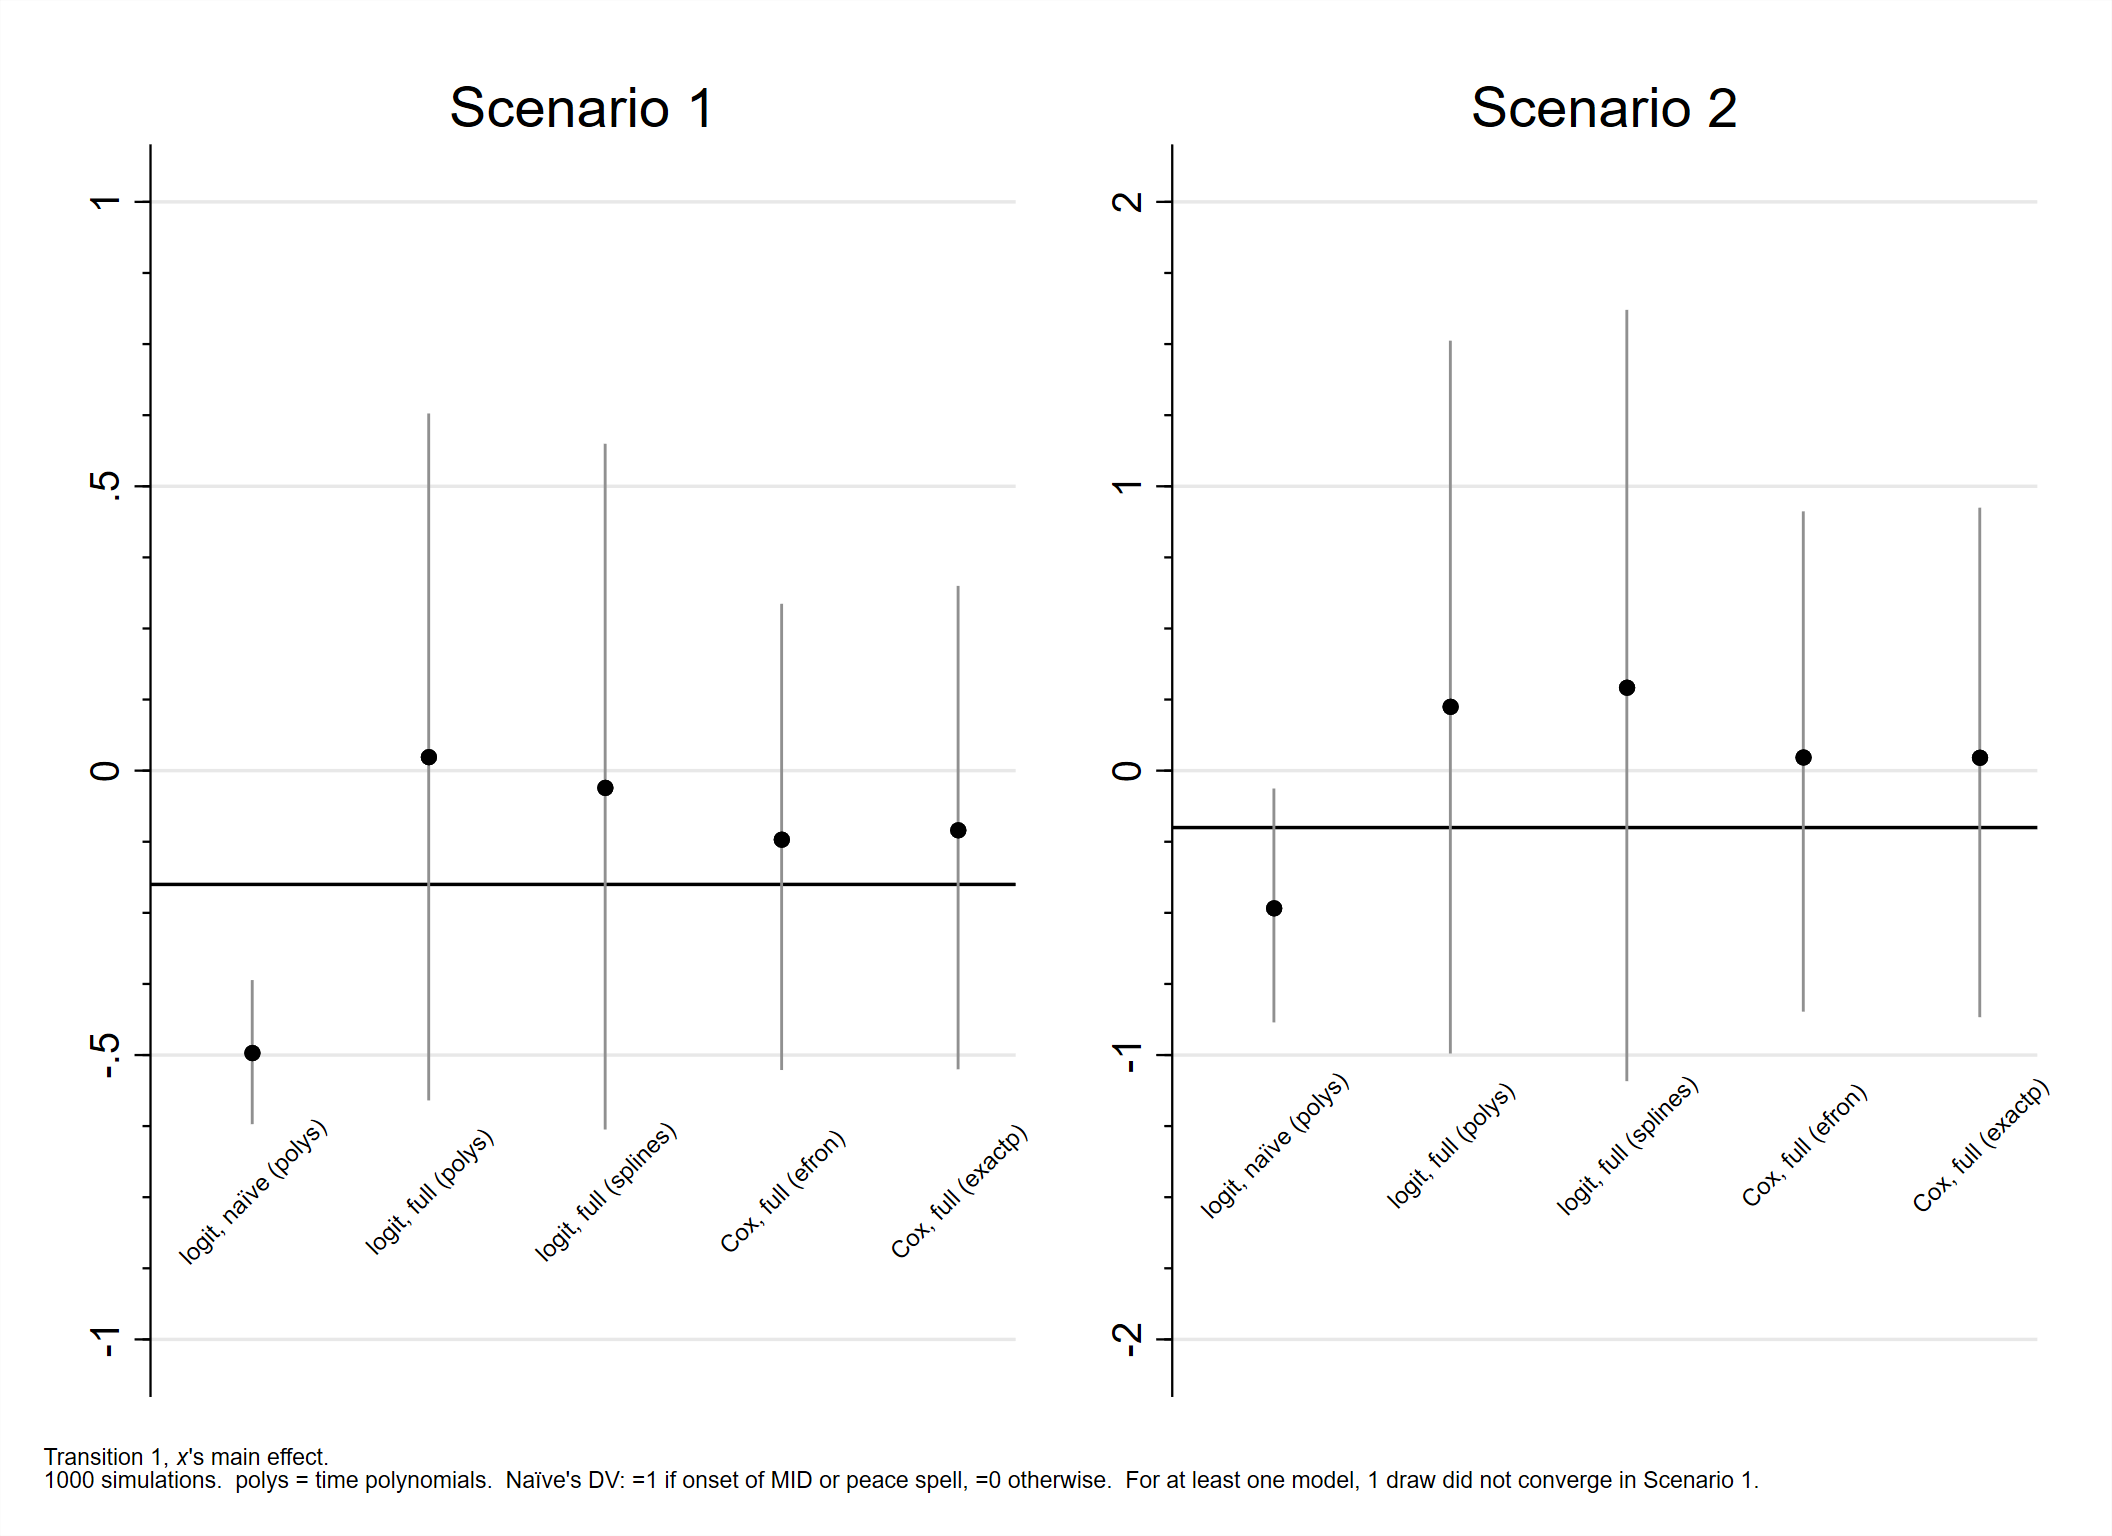 Scenario 1
1
.5
0
-.5
-1
logit, naïve (polys)
logit, full (polys)
logit, full (splines)
Cox, full (efron)
Cox, full (exactp)
Scenario 2
2
1
0
-1
-2
logit, naïve (polys)
logit, full (polys)
logit, full (splines)
Cox, full (efron)
Cox, full (exactp)
Transition 1, x's main effect.
1000 simulations.  polys = time polynomials.  Naïve's DV: =1 if onset of MID or peace spell, =0 otherwise.  For at least one model, 1 draw did not converge in Scenario 1.